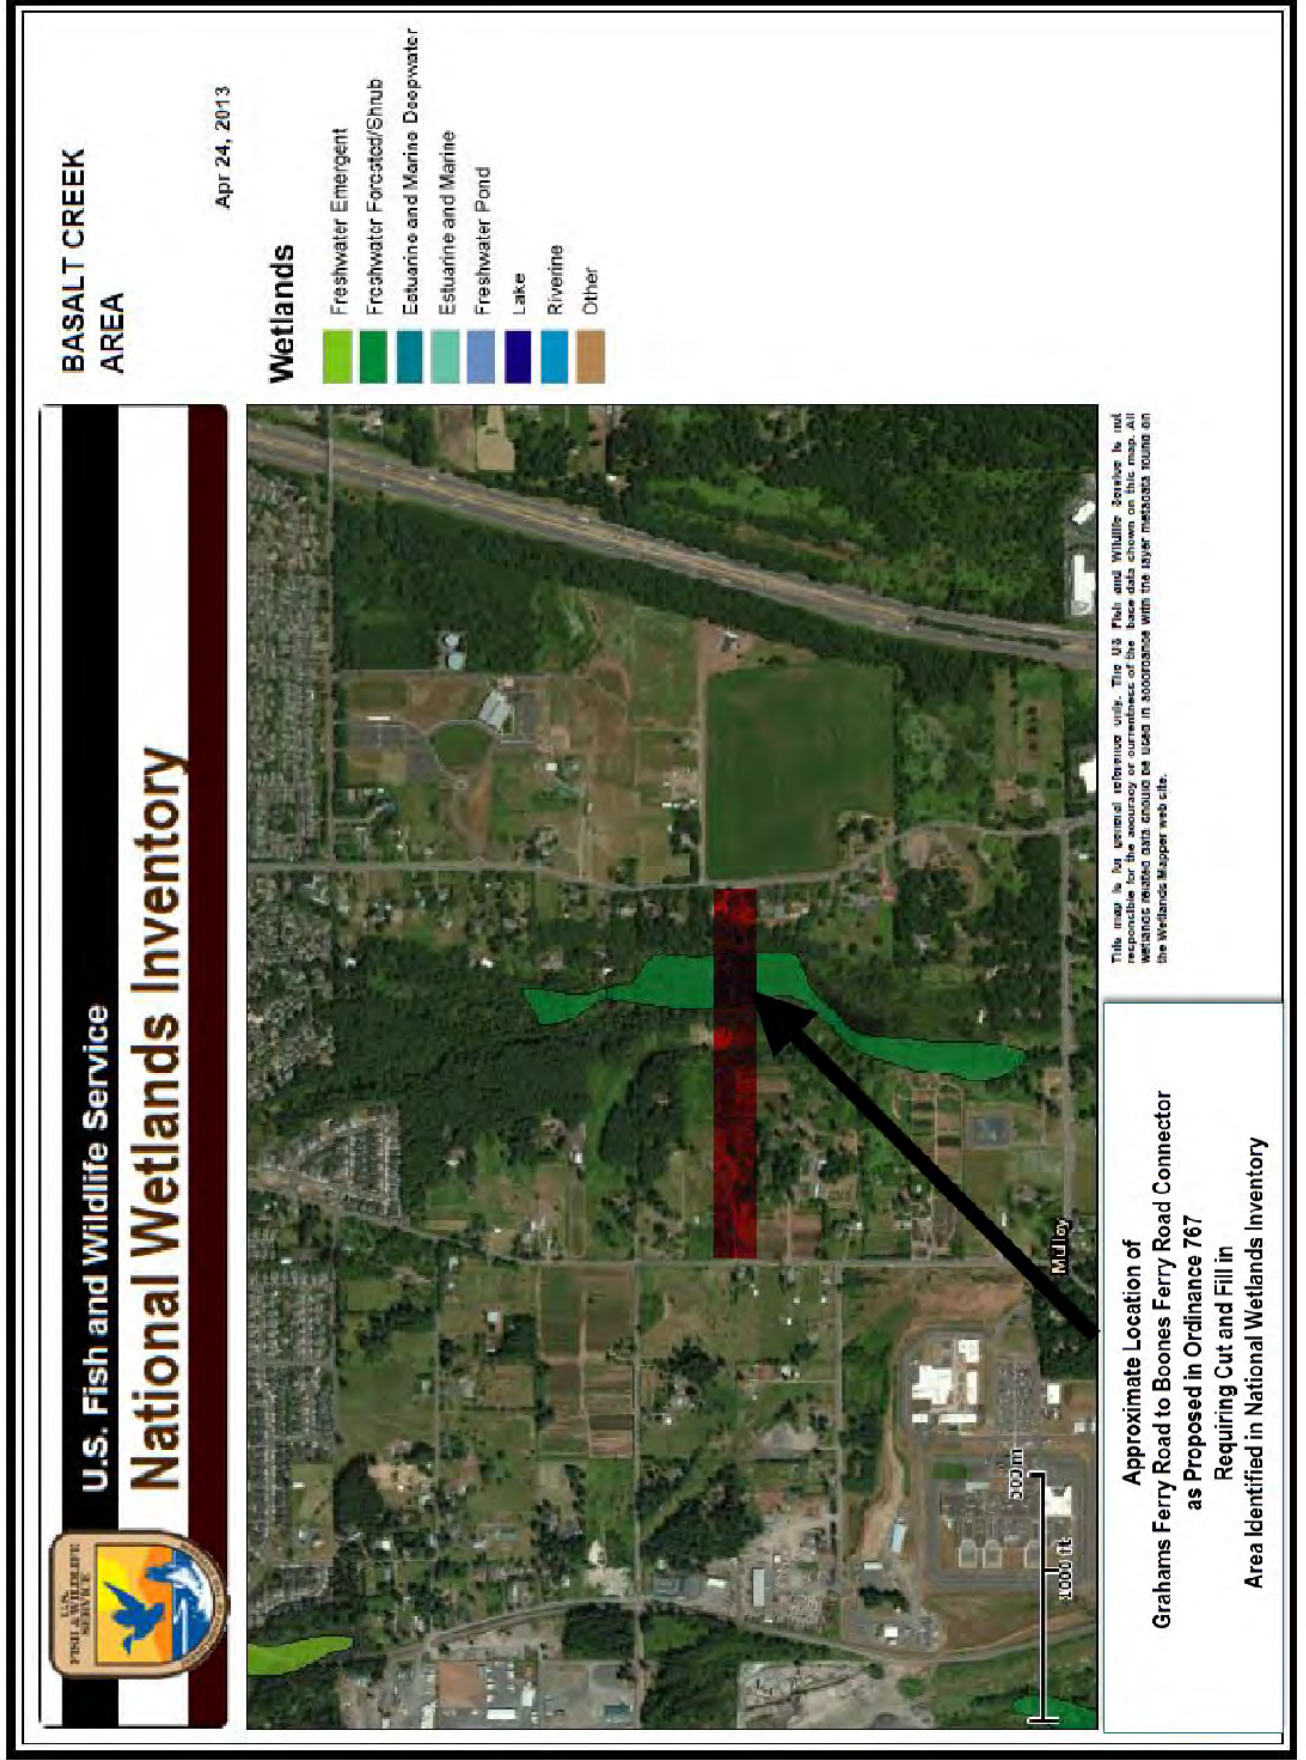 U.S. Fish and Wildlife Service
National Wetlands Inventory
U.S.
FISH & WILDLIFE
SERVICE
BASALT CREEK
AREA
Apr 24, 2013
Wetlands
Freshwater Emergent
Freshwater Forested/Shrub
Estuarine and Marine Deepwater
Estuarine and Marine
Freshwater Pond
Lake
Riverine
Other
Mulloy
500 m
1000 ft
This map is for general reference only. The US Fish and Wildlife Service is not
responsible for the accuracy or currentness of the base data shown on this map. All
wetlands related data should be used in accordance with the layer metadata found on
the Wetlands Mapper web site.
Approximate Location of
Grahams Ferry Road to Boones Ferry Road Connector
as Proposed in Ordinance 767
Requiring Cut and Fill in
Area Identified in National Wetlands Inventory